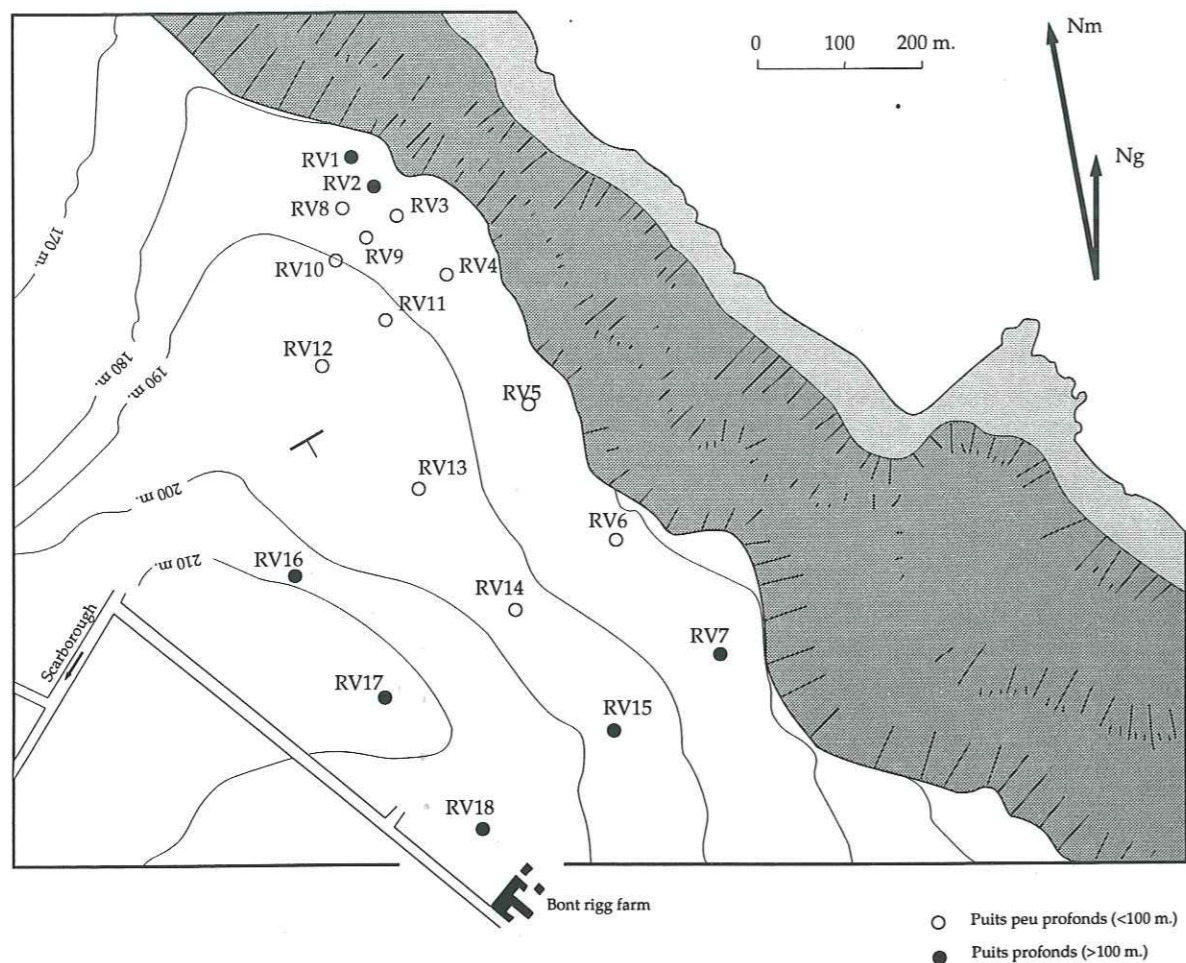 0 100 200 m.
Nm
Ng
RV1
RV2
RV8
RV3
RV9
RV10
RV4
RV11
RV12
RV5
RV13
RV6
RV16
RV14
RV7
RV17
RV15
RV18
170 m.
180 m.
190 m.
200 m.
210 m.
Scarborough
Bont rigg farm
Puits peu profonds (<100 m.)
Puits profonds (>100 m.)